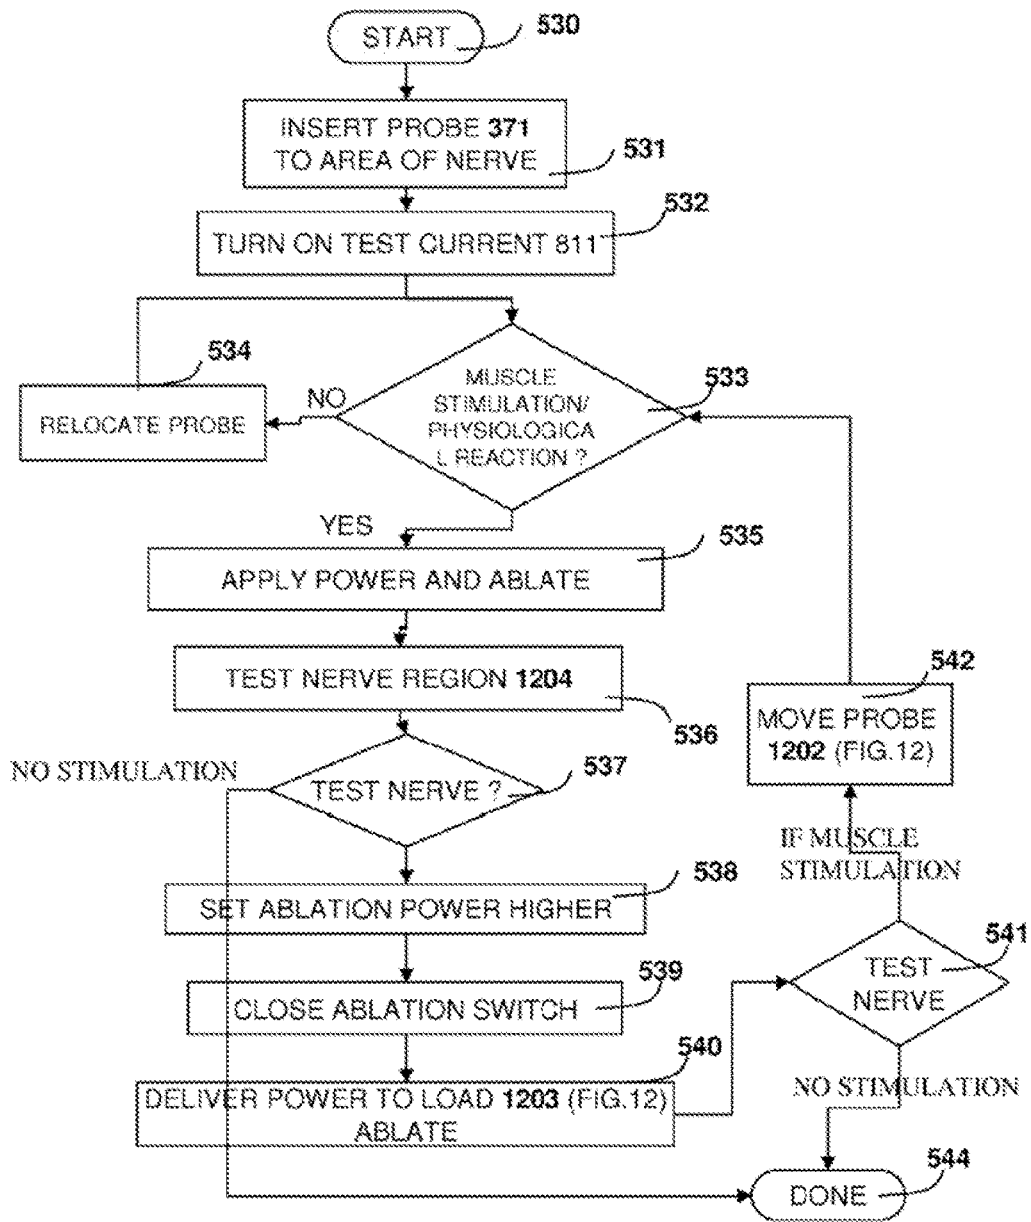 START
530
INSERT PROBE 371
TO AREA OF NERVE
531
532
TURN ON TEST CURRENT 811
534
RELOCATE PROBE
NO
MUSCLE
STIMULATION/
PHYSIOLOGICA
L REACTION ?
533
YES
535
APPLY POWER AND ABLATE
TEST NERVE REGION 1204
536
542
MOVE PROBE
1202 (FIG.12)
NO STIMULATION
TEST NERVE ?
537
IF MUSCLE
STIMULATION
538
SET ABLATION POWER HIGHER
541
TEST
NERVE
539
CLOSE ABLATION SWITCH
540
DELIVER POWER TO LOAD 1203 (FIG.12)
ABLATE
NO STIMULATION
544
DONE